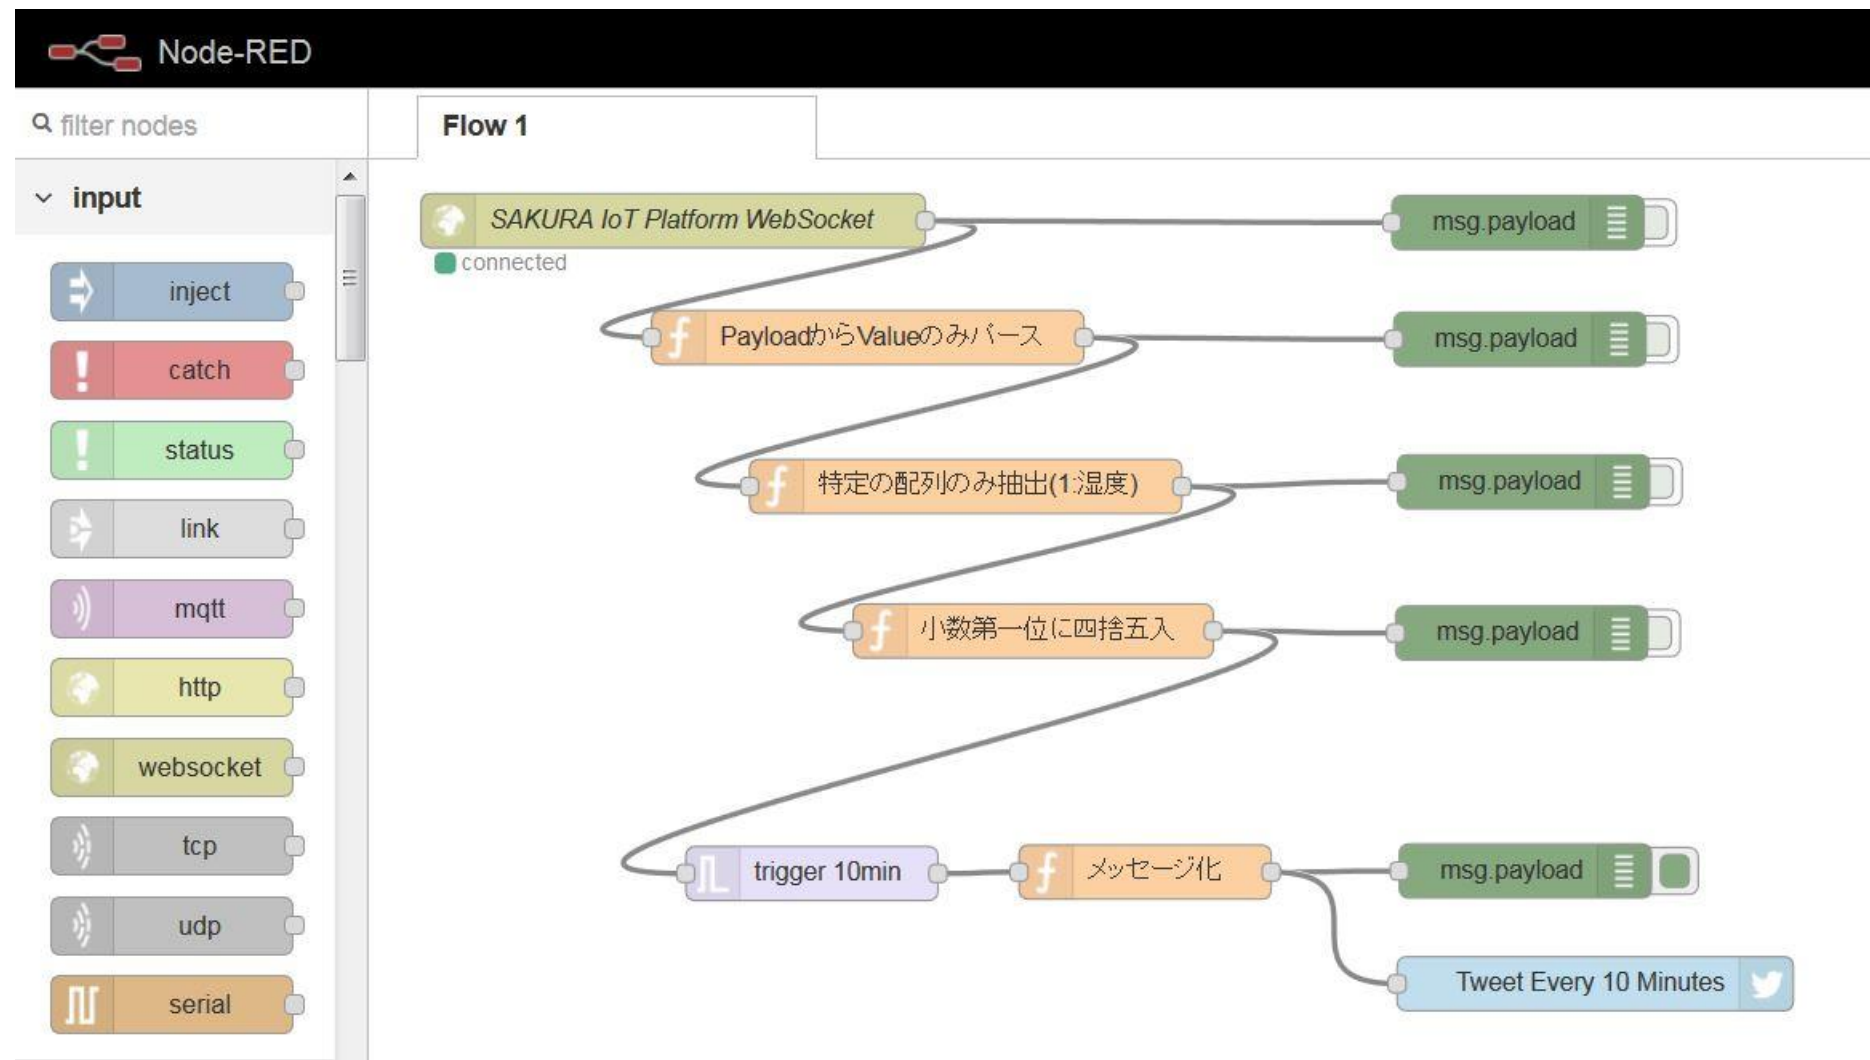 Node-RED
filter nodes
Flow 1
input
inject
catch
status
link
mqtt
http
websocket
tcp
udp
serial
SAKURA IoT Platform WebSocket
msg.payload
connected
PayloadからValueのみパース
msg.payload
特定の配列のみ抽出(1:湿度)
msg.payload
小数第一位に四捨五入
msg.payload
trigger 10min
メッセージ化
msg.payload
Tweet Every 10 Minutes